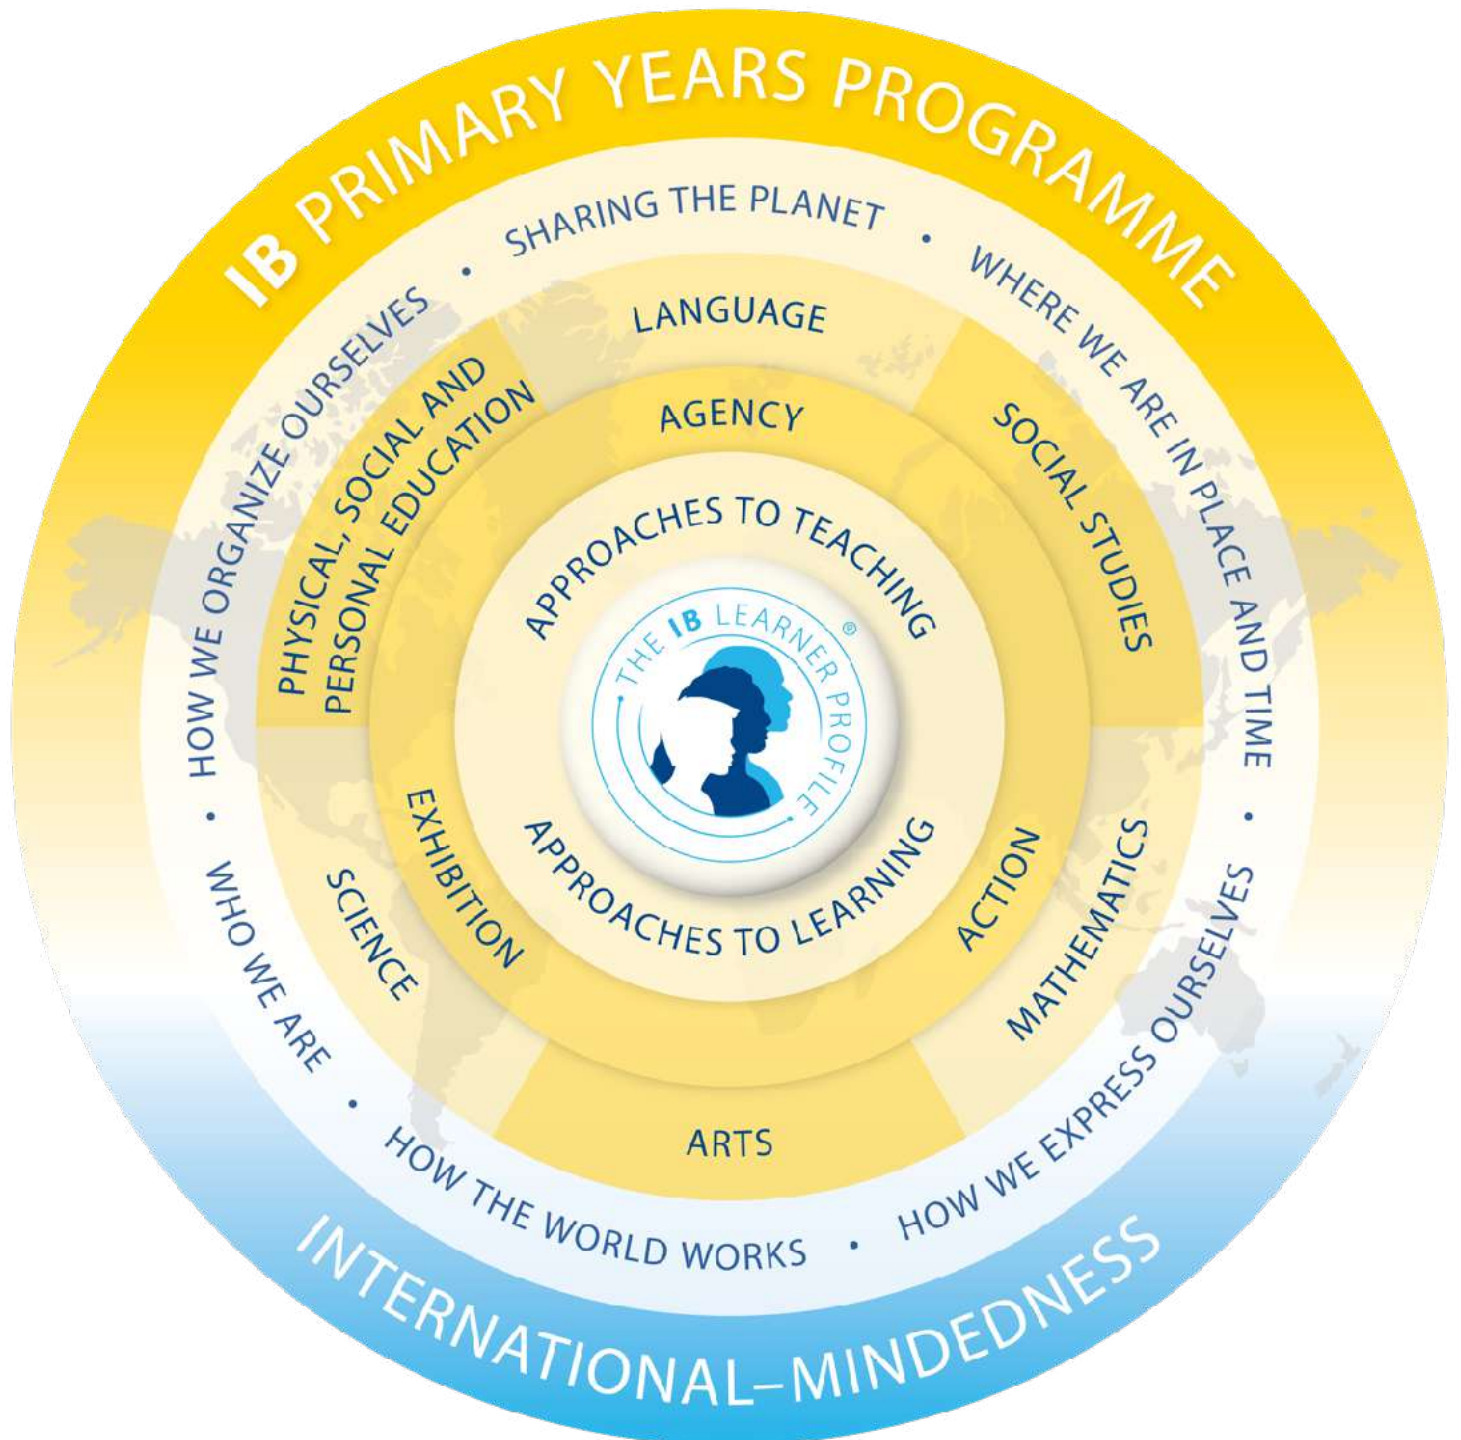 IB PRIMARY YEARS PROGRAMME
SHARING THE PLANET
•
WHERE WE ARE IN PLACE AND TIME
•
HOW WE EXPRESS OURSELVES
•
HOW THE WORLD WORKS
•
WHO WE ARE
•
HOW WE ORGANIZE OURSELVES
•
LANGUAGE
SOCIAL STUDIES
MATHEMATICS
ARTS
SCIENCE
PHYSICAL, SOCIAL AND
PERSONAL EDUCATION
AGENCY
ACTION
EXHIBITION
APPROACHES TO TEACHING
THE IB LEARNER PROFILE ®
APPROACHES TO LEARNING
INTERNATIONAL–MINDEDNESS